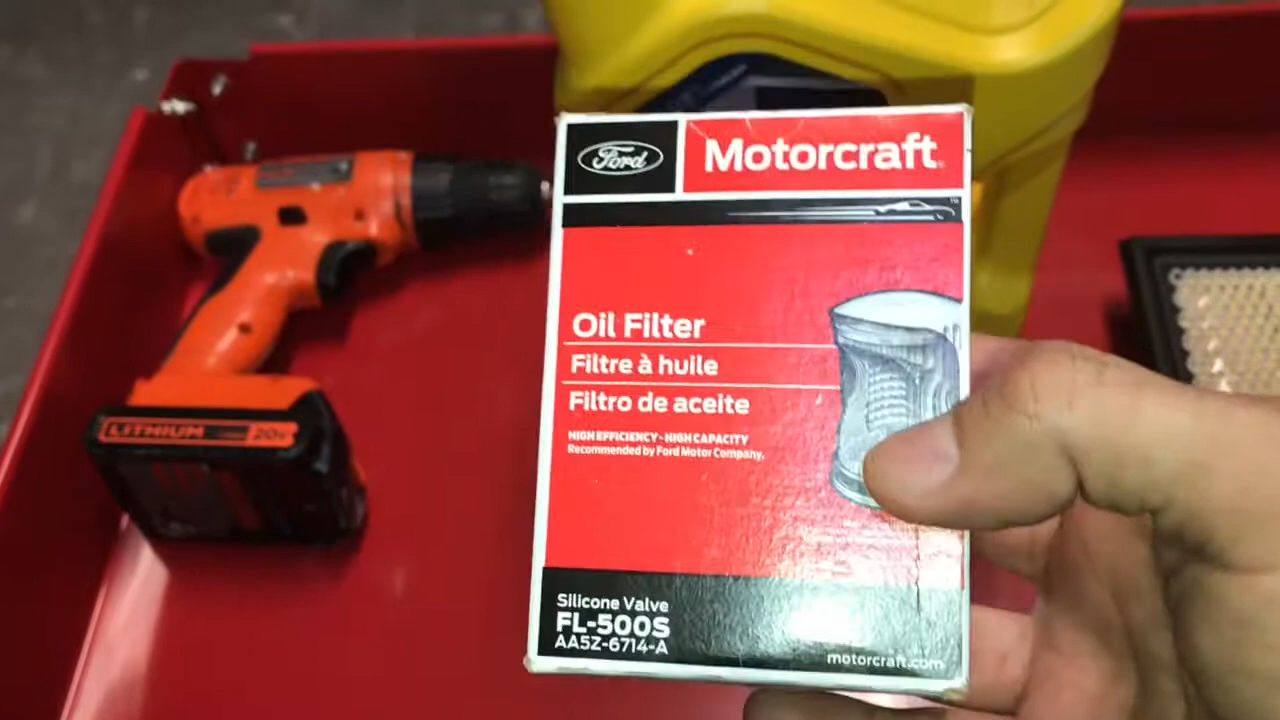 Ford
Motorcraft
Oil Filter
Filtre à huile
Filtro de aceite
HIGH EFFICIENCY - HIGH CAPACITY
Recommended by Ford Motor Company.
Silicone Valve
FL-500S
AA5Z-6714-A
motorcraft.com
LITHIUM
20V